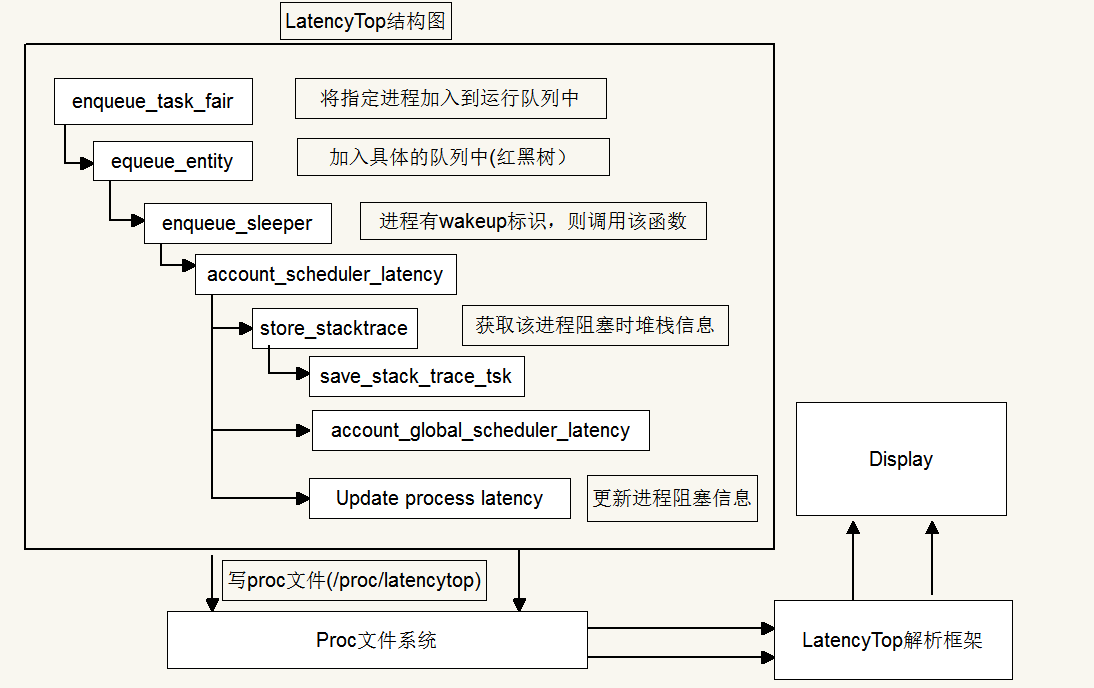 LatencyTop结构图
enqueue_task_fair
将指定进程加入到运行队列中
equeue_entity
加入具体的队列中(红黑树）
enqueue_sleeper
进程有wakeup标识，则调用该函数
account_scheduler_latency
store_stacktrace
获取该进程阻塞时堆栈信息
save_stack_trace_tsk
account_global_scheduler_latency
Update process latency
更新进程阻塞信息
Display
写proc文件(/proc/latencytop)
Proc文件系统
LatencyTop解析框架